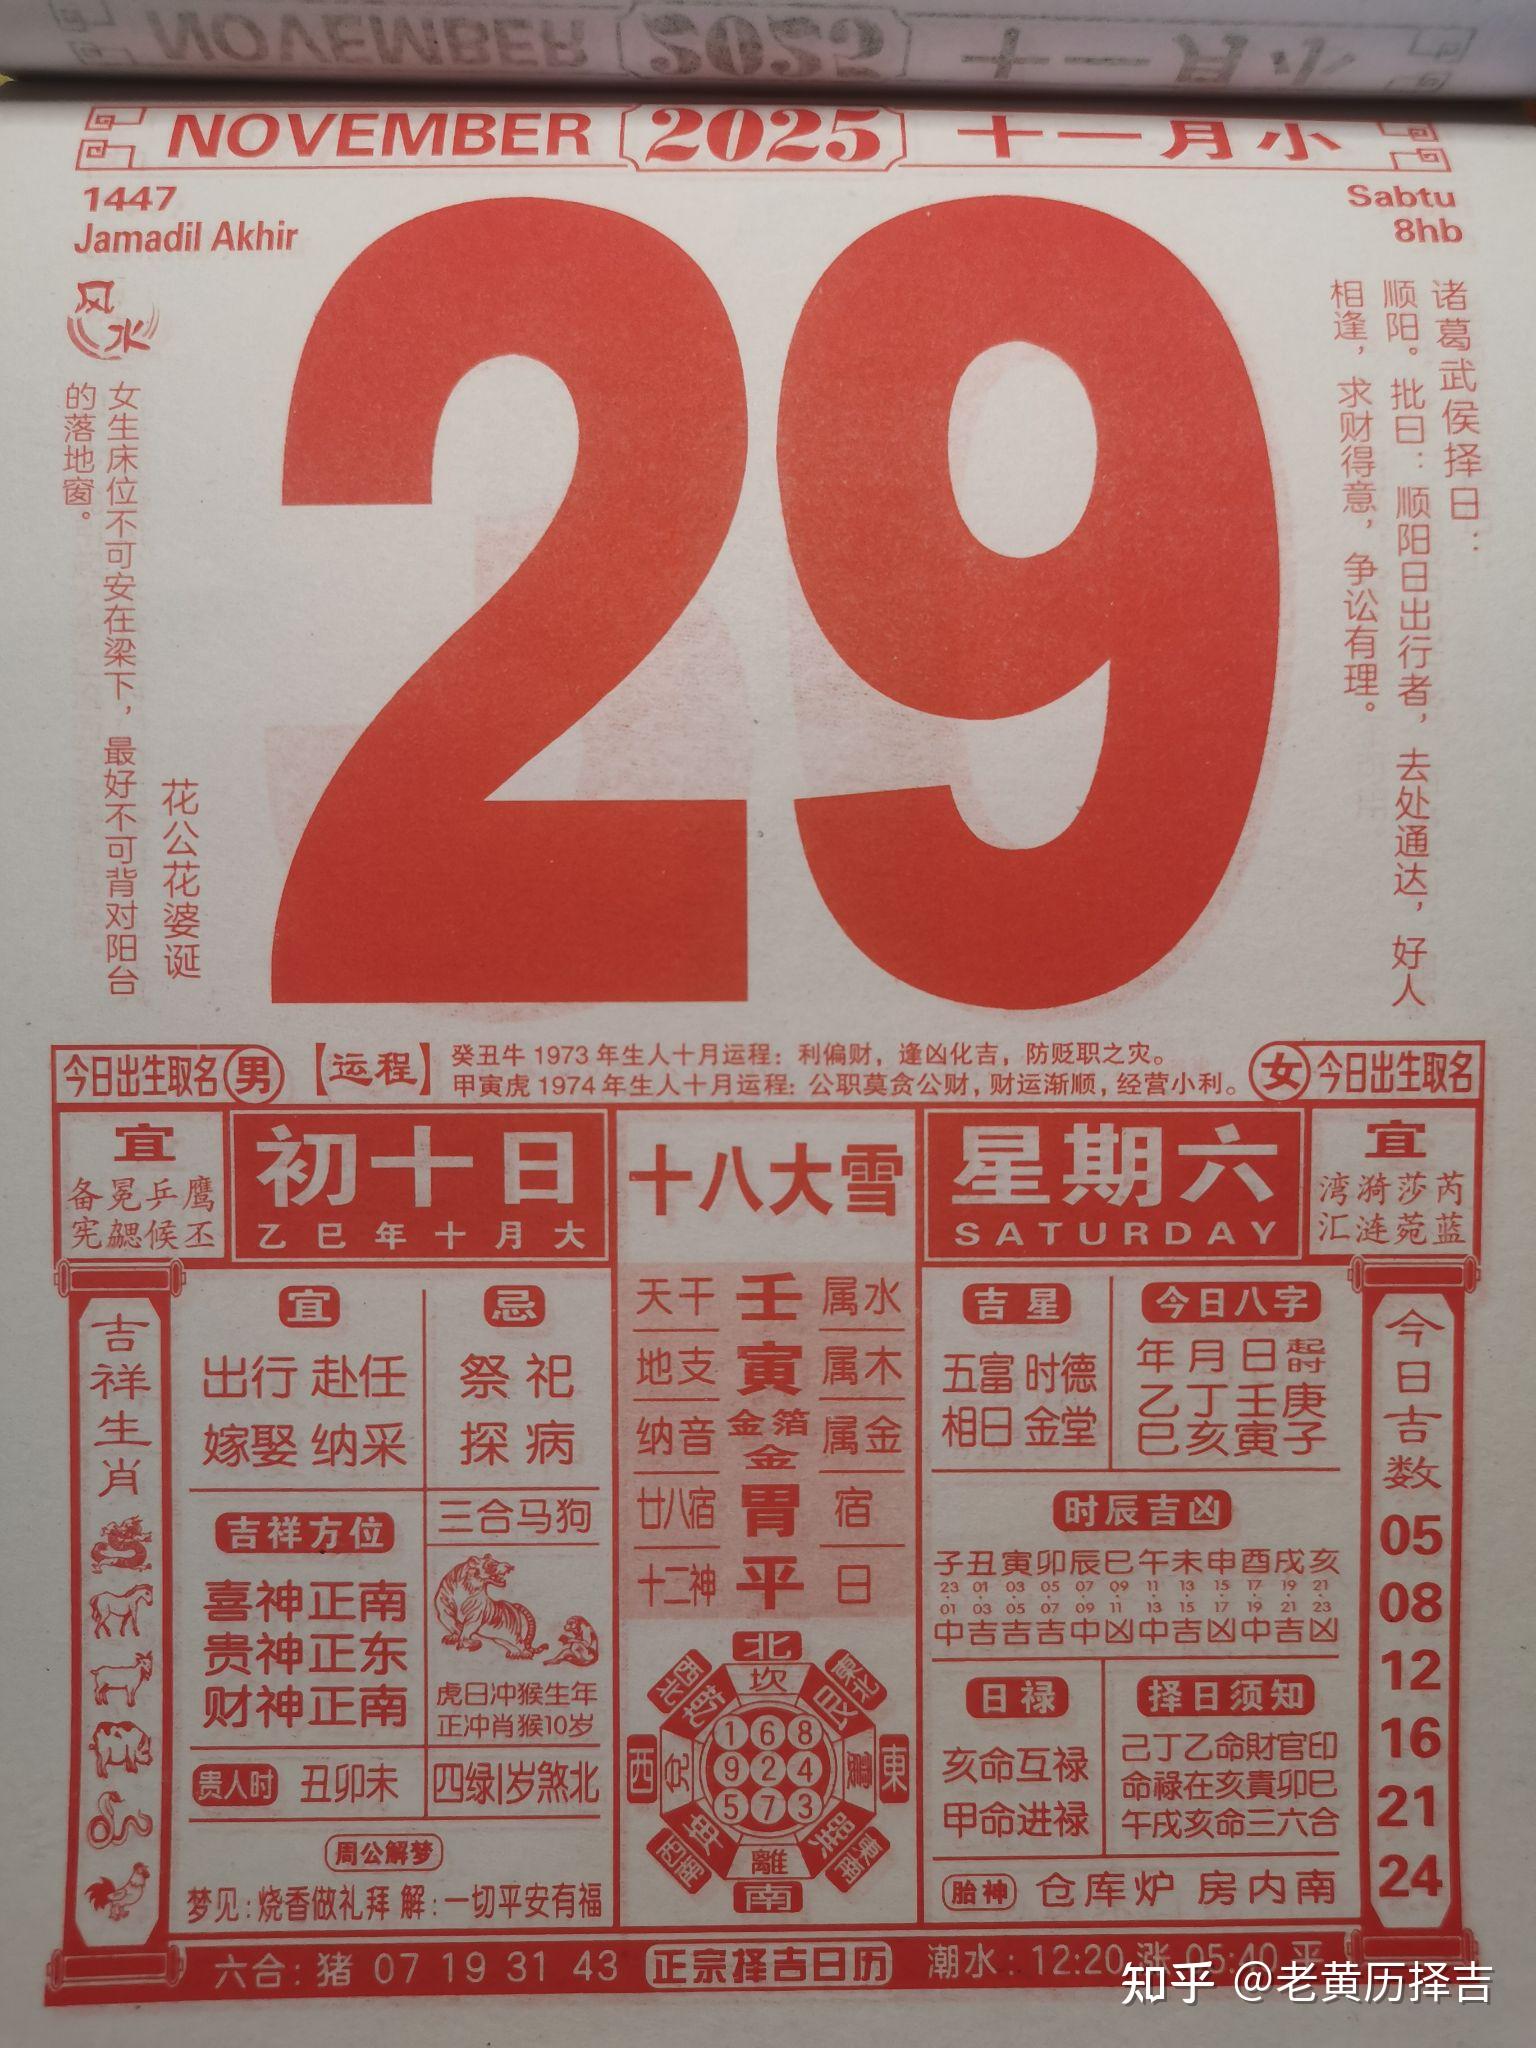 NOVEMBER 2025 十一月小
1447
Jamadil Akhir
Sabtu
8hb
风水
女生床位不可安在梁下，最好不可背对阳台
的落地窗。
花公花婆诞
诸葛武侯择日：
顺阳。批曰：顺阳日出行者，去处通达，好人
相逢，求财得意，争讼有理。
今日出生取名 男
【运程】
癸丑牛 1973 年生人十月运程：利偏财，逢凶化吉，防贬职之灾。
甲寅虎 1974 年生人十月运程：公职莫贪公财，财运渐顺，经营小利。
女 今日出生取名
宜
备冕乒鹰
宪勰候丕
初十日
乙巳年十月大
十八大雪
星期六
SATURDAY
宜
湾漪莎芮
汇涟菀蓝
吉祥生肖
宜
出行 赴任
嫁娶 纳采
忌
祭祀
探病
吉祥方位
喜神正南
贵神正东
财神正南
三合马狗
虎日冲猴生年
正冲肖猴10岁
贵人时 丑卯未
四绿|岁煞北
周公解梦
梦见：烧香做礼拜 解：一切平安有福
天干 壬 属水
地支 寅 属木
纳音 金箔金 属金
廿八宿 胃 宿
十二神 平 日
北
坎
西北
東北
乾
艮
1 6 8
西
兑
9 2 4
震
東
5 7 3
坤
巽
離
南
吉星
五富 时德
相日 金堂
今日八字
年月日起时
乙丁壬庚
巳亥寅子
时辰吉凶
子丑寅卯辰巳午未申酉戌亥
23 01 03 05 07 09 11 13 15 17 19 21
01 03 05 07 09 11 13 15 17 19 21 23
中吉吉吉中凶中吉凶中吉凶
日禄
亥命互禄
甲命进禄
择日须知
己丁乙命財官印
命禄在亥貴卯巳
午戌亥命三六合
胎神 仓库炉 房内南
今日吉数
05
08
12
16
21
24
六合：猪 07 19 31 43
正宗择吉日历
潮水：12:20涨 05:40平
知乎 @老黄历择吉